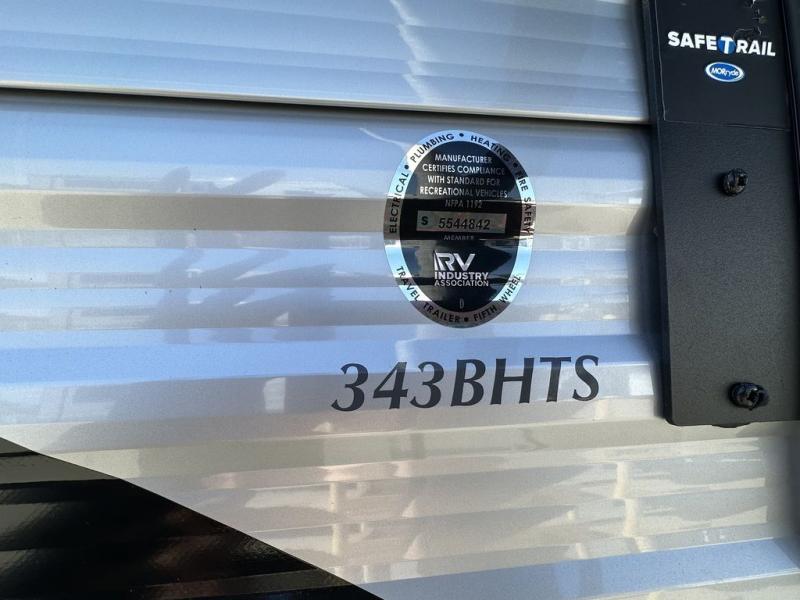 SAFETRAIL
MORryde
ELECTRICAL • PLUMBING • HEATING • FIRE SAFETY
MANUFACTURER
CERTIFIES COMPLIANCE
WITH STANDARD FOR
RECREATIONAL VEHICLES
NFPA 1192
S 5544842
MEMBER
RV
INDUSTRY
ASSOCIATION
D
TRAVEL TRAILER • FIFTH WHEEL
343BHTS